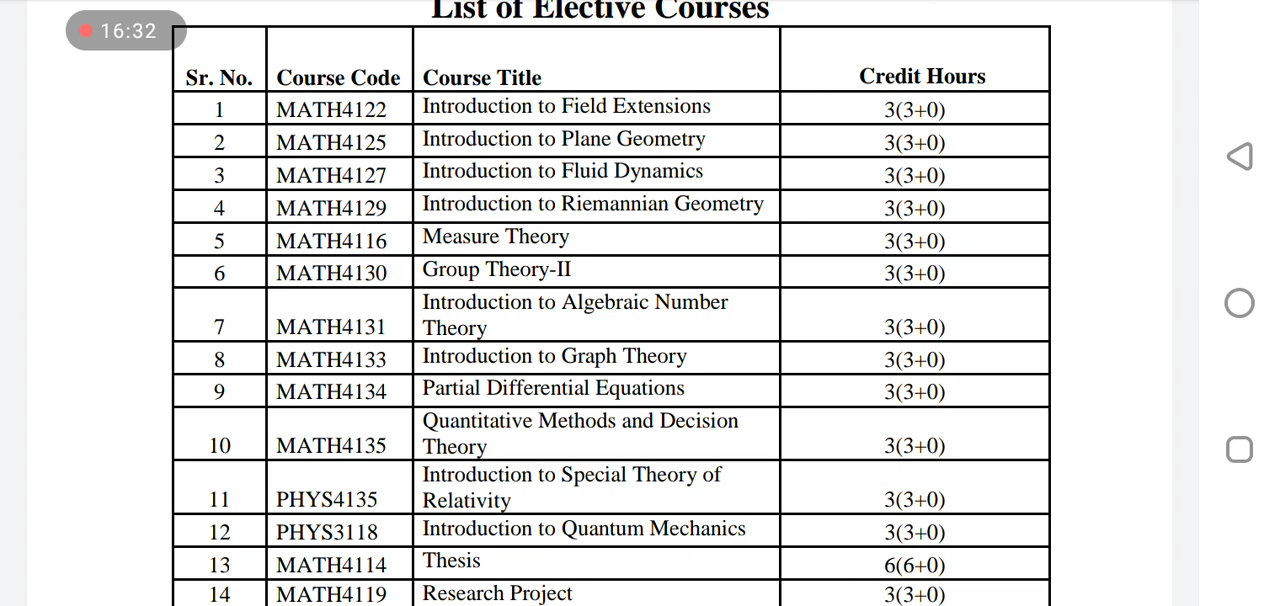 List of Elective Courses
16:32
Sr. No. Course Code Course Title Credit Hours
1 MATH4122 Introduction to Field Extensions 3(3+0)
2 MATH4125 Introduction to Plane Geometry 3(3+0)
3 MATH4127 Introduction to Fluid Dynamics 3(3+0)
4 MATH4129 Introduction to Riemannian Geometry 3(3+0)
5 MATH4116 Measure Theory 3(3+0)
6 MATH4130 Group Theory-II 3(3+0)
Introduction to Algebraic Number
7 MATH4131 Theory 3(3+0)
8 MATH4133 Introduction to Graph Theory 3(3+0)
9 MATH4134 Partial Differential Equations 3(3+0)
Quantitative Methods and Decision
10 MATH4135 Theory 3(3+0)
Introduction to Special Theory of
11 PHYS4135 Relativity 3(3+0)
12 PHYS3118 Introduction to Quantum Mechanics 3(3+0)
13 MATH4114 Thesis 6(6+0)
14 MATH4119 Research Project 3(3+0)